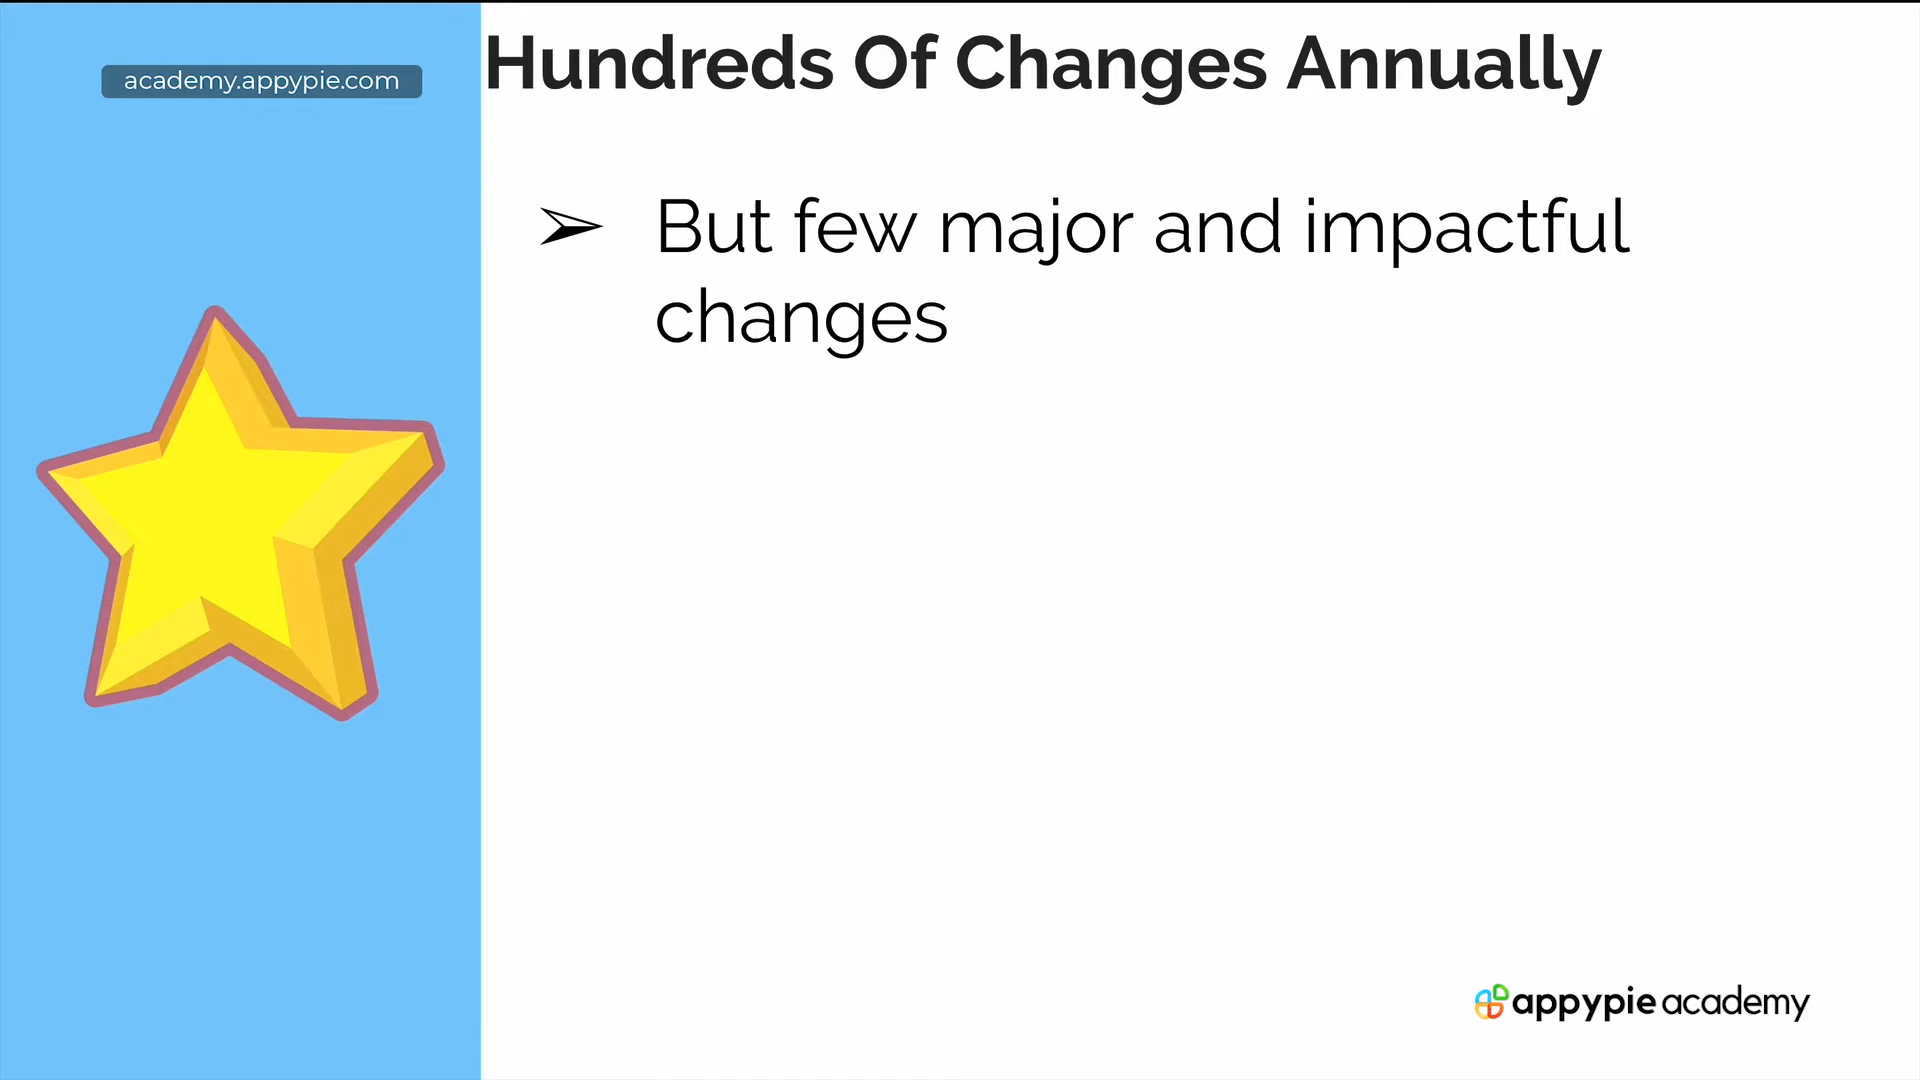 academy.appypie.com
Hundreds Of Changes Annually
➢ But few major and impactful
changes
appypie academy